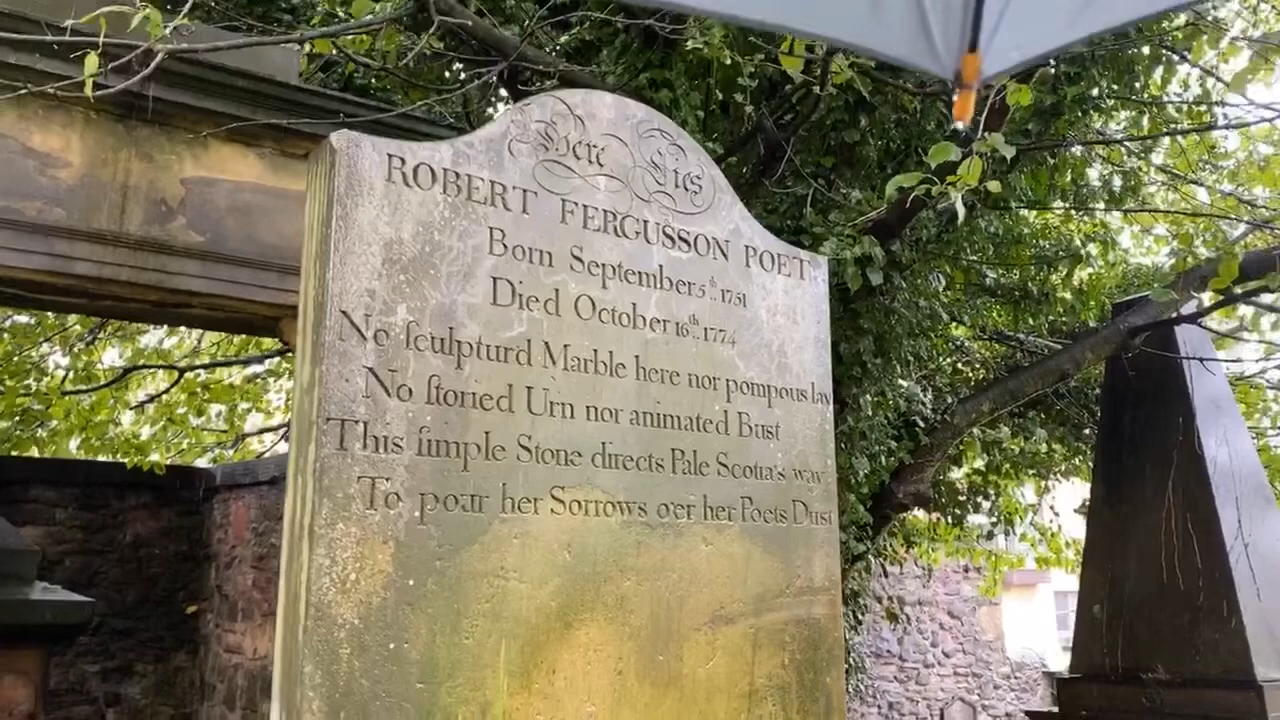 Here Lies
ROBERT FERGUSSON POET
Born September 5th. 1751
Died October 16th. 1774
No ſculpturd Marble here nor pompous lay
No ſtoried Urn nor animated Bust
This ſimple Stone directs Pale Scotia's way
To pour her Sorrows o'er her Poets Dust